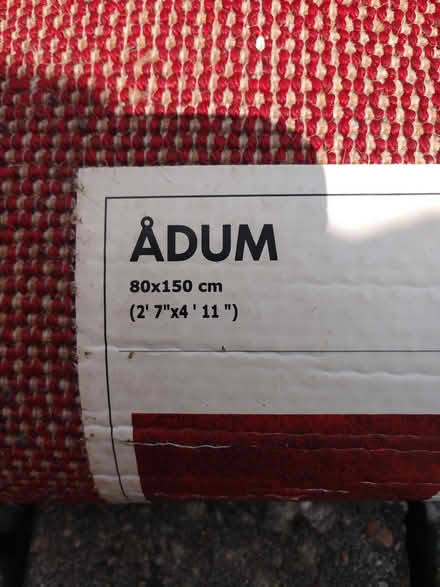 ÅDUM
80x150 cm
(2' 7"x4 ' 11 ")